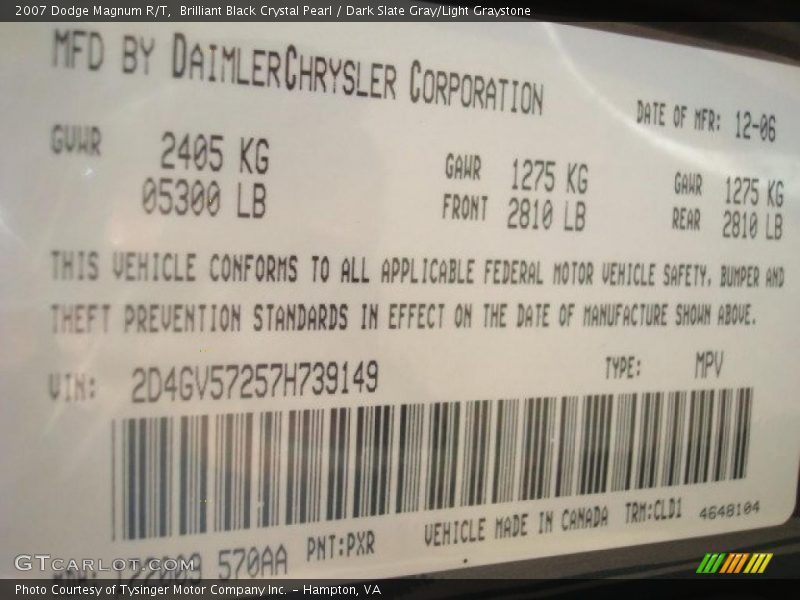 2007 Dodge Magnum R/T,  Brilliant Black Crystal Pearl / Dark Slate Gray/Light Graystone
MFD BY DAIMLERCHRYSLER CORPORATION
DATE OF MFR: 12-06
GVWR 2405 KG GAWR 1275 KG GAWR 1275 KG
05300 LB FRONT 2810 LB REAR 2810 LB
THIS VEHICLE CONFORMS TO ALL APPLICABLE FEDERAL MOTOR VEHICLE SAFETY, BUMPER AND
THEFT PREVENTION STANDARDS IN EFFECT ON THE DATE OF MANUFACTURE SHOWN ABOVE.
VIN: 2D4GV57257H739149 TYPE: MPV
570AA PNT:PXR VEHICLE MADE IN CANADA TRM:CLD1 4648104
GTCARLOT.COM
Photo Courtesy of Tysinger Motor Company Inc. - Hampton, VA